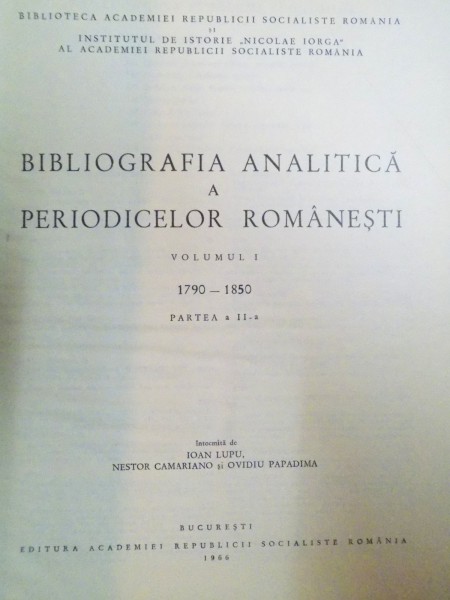 BIBLIOTECA ACADEMIEI REPUBLICII SOCIALISTE ROMÂNIA
ȘI
INSTITUTUL DE ISTORIE „NICOLAE IORGA”
AL ACADEMIEI REPUBLICII SOCIALISTE ROMÂNIA
BIBLIOGRAFIA ANALITICĂ
A
PERIODICELOR ROMÂNEȘTI
VOLUMUL I
1790 — 1850
PARTEA a II-a
Întocmită de
IOAN LUPU,
NESTOR CAMARIANO și OVIDIU PAPADIMA
BUCUREȘTI
EDITURA ACADEMIEI REPUBLICII SOCIALISTE ROMÂNIA
1966